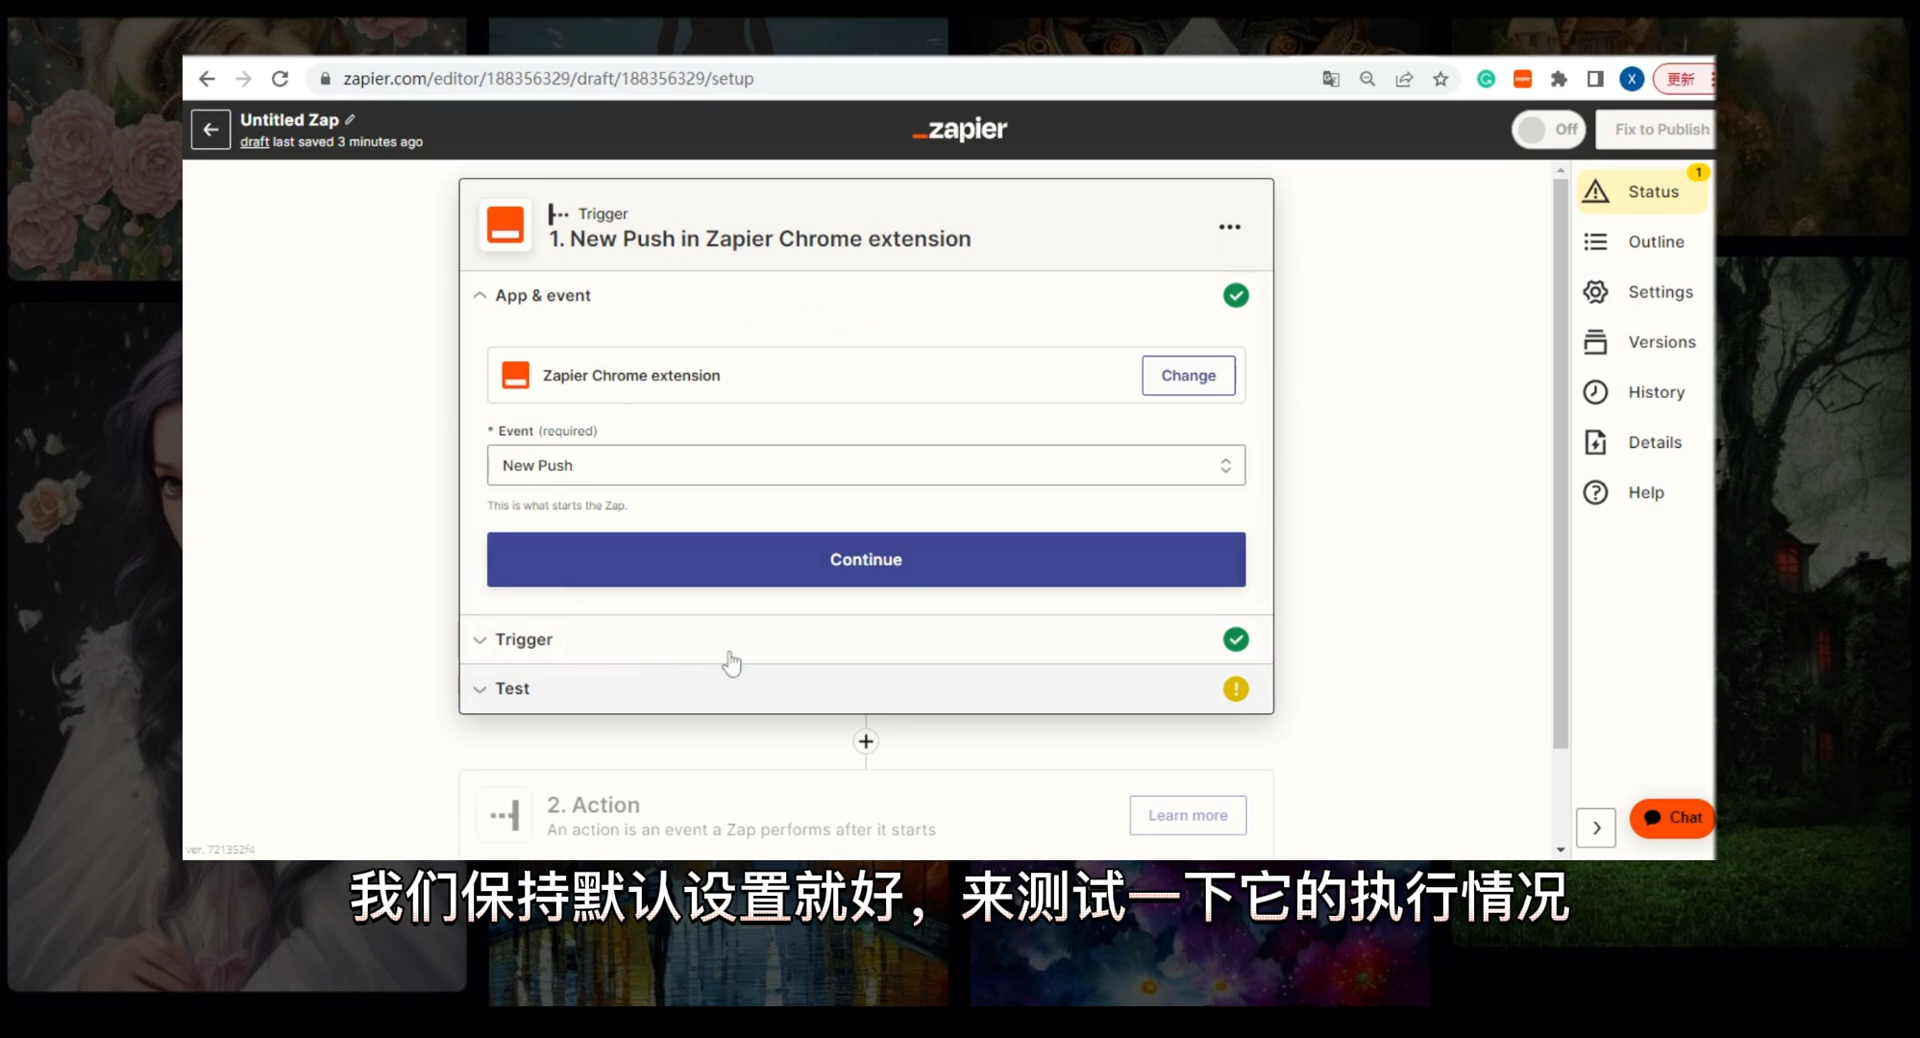 zapier.com/editor/188356329/draft/188356329/setup
X
更新
Untitled Zap
draft last saved 3 minutes ago
_zapier
Off
Fix to Publish
Trigger
1. New Push in Zapier Chrome extension
App & event
Zapier Chrome extension
Change
* Event (required)
New Push
This is what starts the Zap.
Continue
Trigger
Test
2. Action
An action is an event a Zap performs after it starts
Learn more
1
Status
Outline
Settings
Versions
History
Details
Help
Chat
ver. 721352f4
我们保持默认设置就好，来测试一下它的执行情况